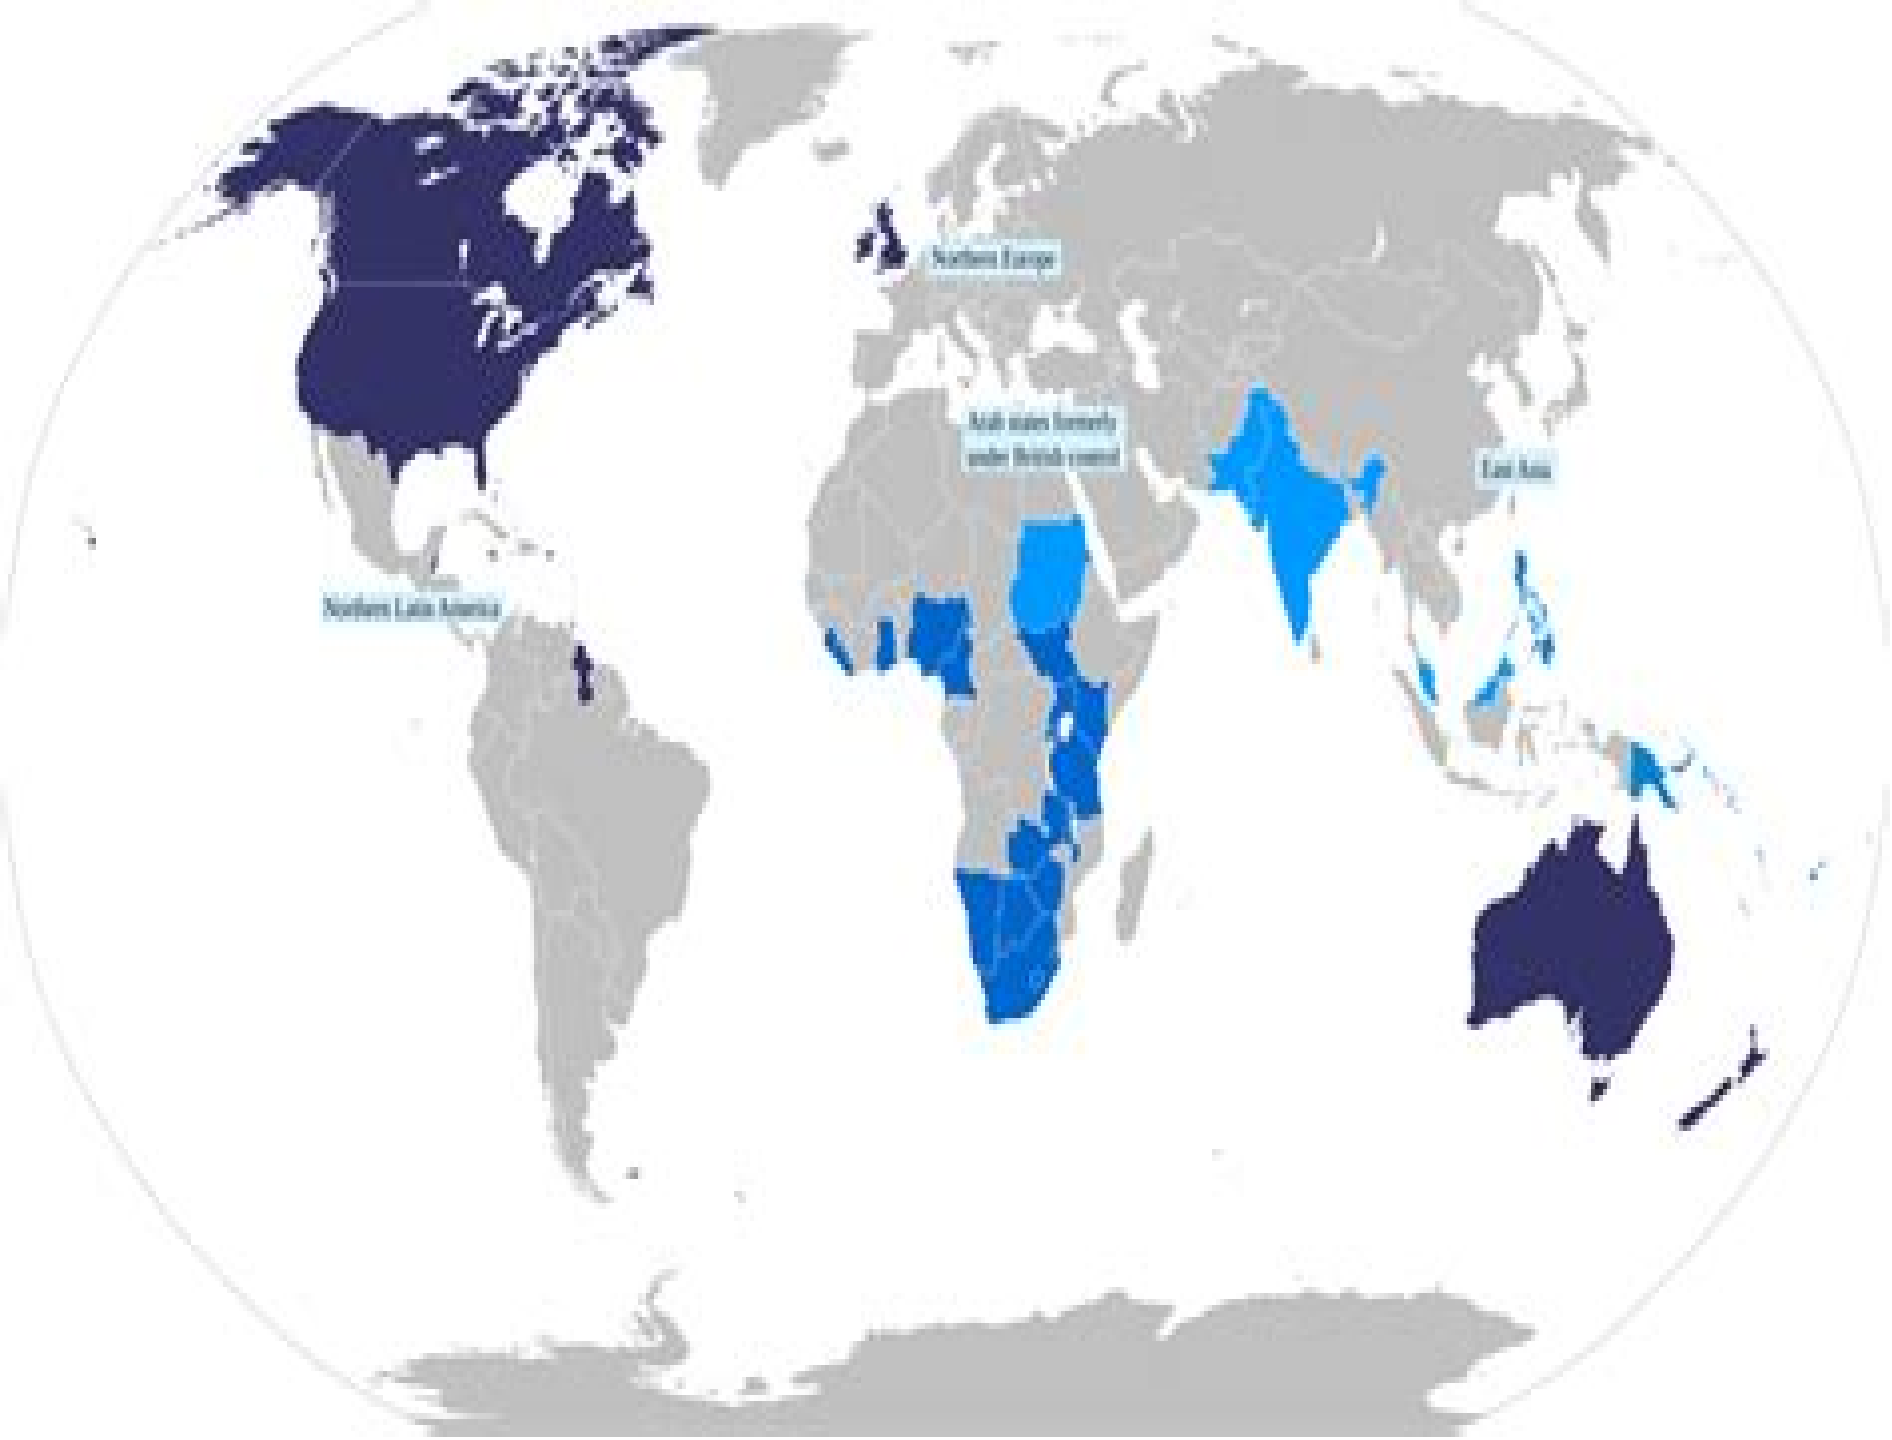 Northern Europe
Arab states formerly
under British control
East Asia
Northern Latin America